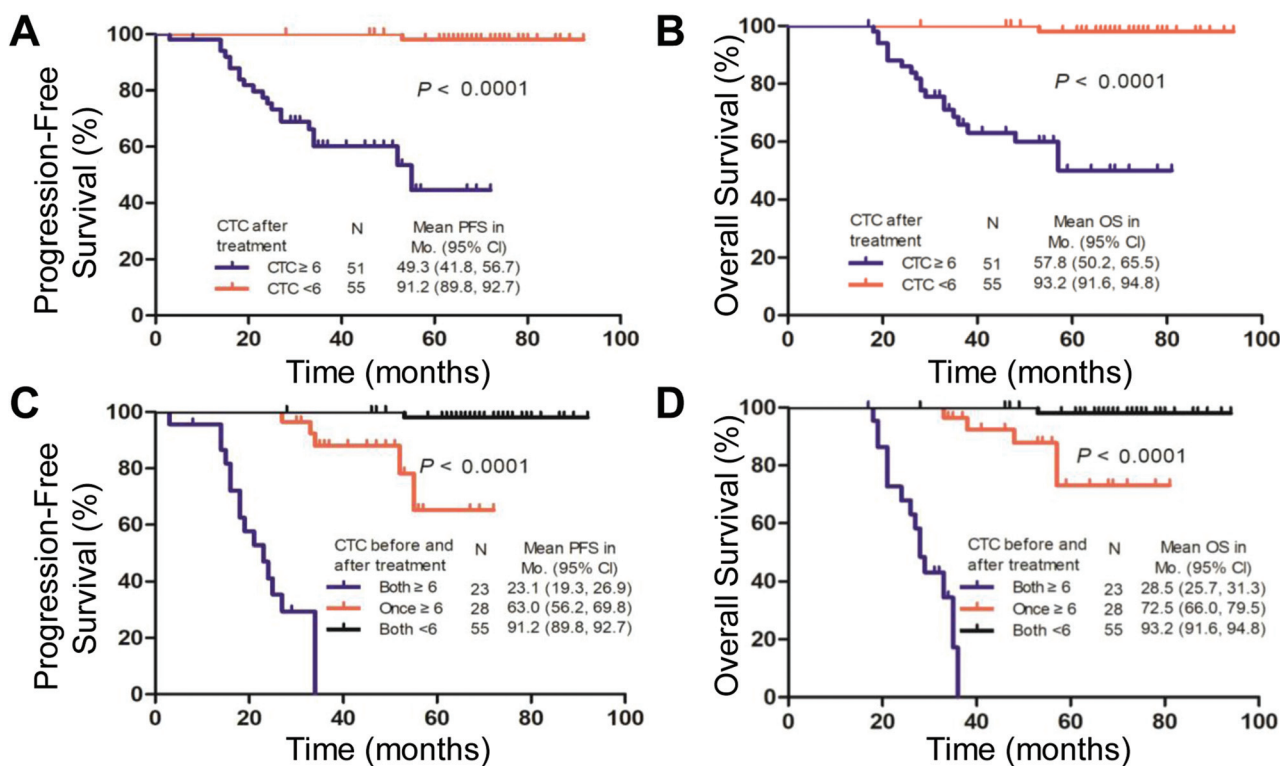 A
Progression-Free
Survival (%)
100
80
60
40
20
0
P < 0.0001
CTC after
treatment
N
Mean PFS in
Mo. (95% CI)
CTC ≥ 6 51 49.3 (41.8, 56.7)
CTC <6 55 91.2 (89.8, 92.7)
0 20 40 60 80 100
Time (months)
B
Overall Survival (%)
100
80
60
40
20
0
P < 0.0001
CTC after
treatment
N
Mean OS in
Mo. (95% CI)
CTC ≥ 6 51 57.8 (50.2, 65.5)
CTC <6 55 93.2 (91.6, 94.8)
0 20 40 60 80 100
Time (months)
C
Progression-Free
Survival (%)
100
80
60
40
20
0
P < 0.0001
CTC before and
after treatment
N
Mean PFS in
Mo. (95% CI)
Both ≥ 6 23 23.1 (19.3, 26.9)
Once ≥ 6 28 63.0 (56.2, 69.8)
Both <6 55 91.2 (89.8, 92.7)
0 20 40 60 80 100
Time (months)
D
Overall Survival (%)
100
80
60
40
20
0
P < 0.0001
CTC before and
after treatment
N
Mean OS in
Mo. (95% CI)
Both ≥ 6 23 28.5 (25.7, 31.3)
Once ≥ 6 28 72.5 (66.0, 79.5)
Both <6 55 93.2 (91.6, 94.8)
0 20 40 60 80 100
Time (months)